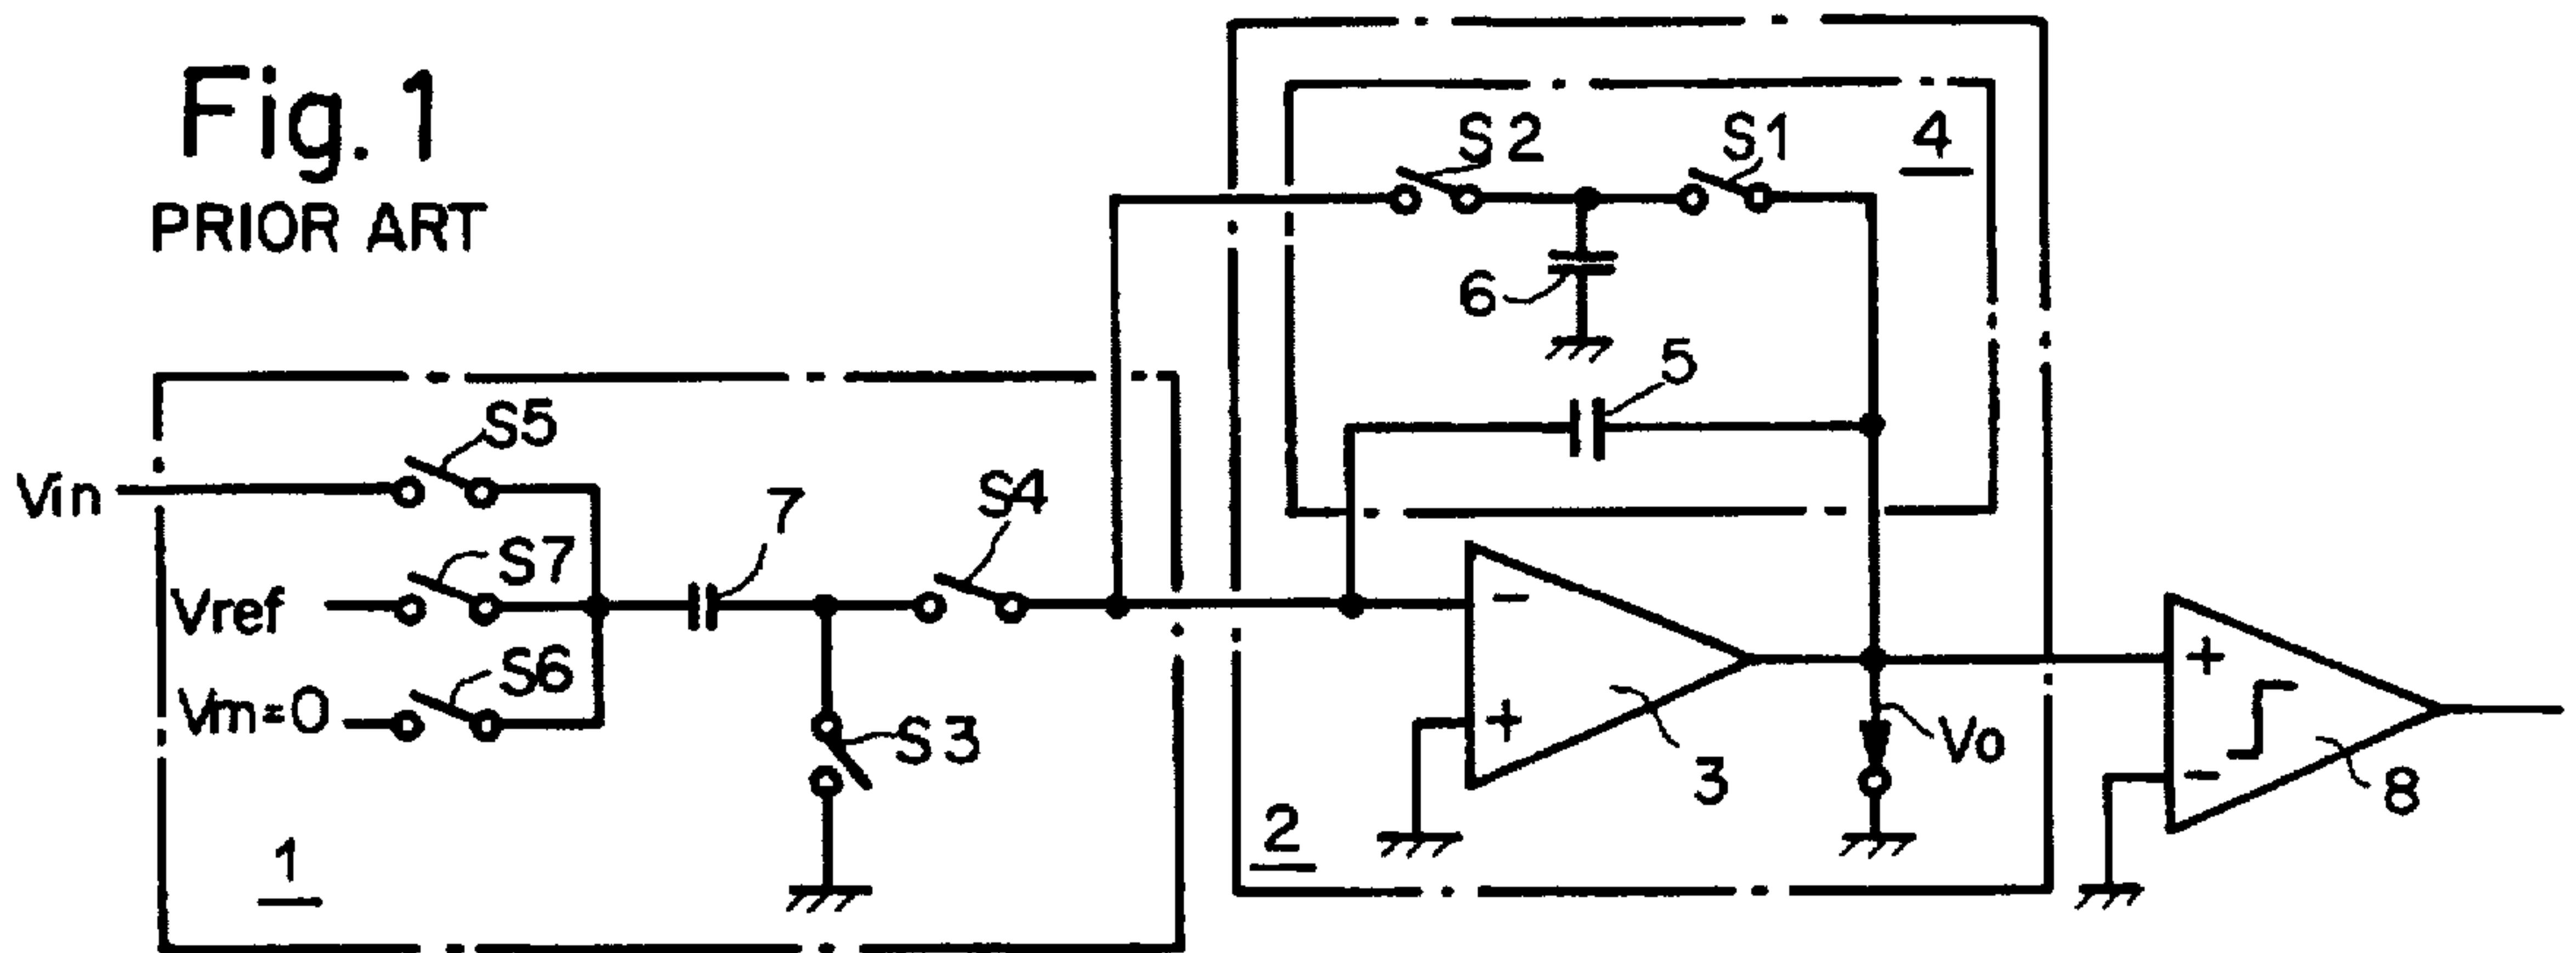 Fig. 1
PRIOR ART
S2
S1
4
6
5
S5
Vin
S7
7
S4
Vref
S6
Vm=0
S3
1
2
-
+
3
Vo
+
-
8